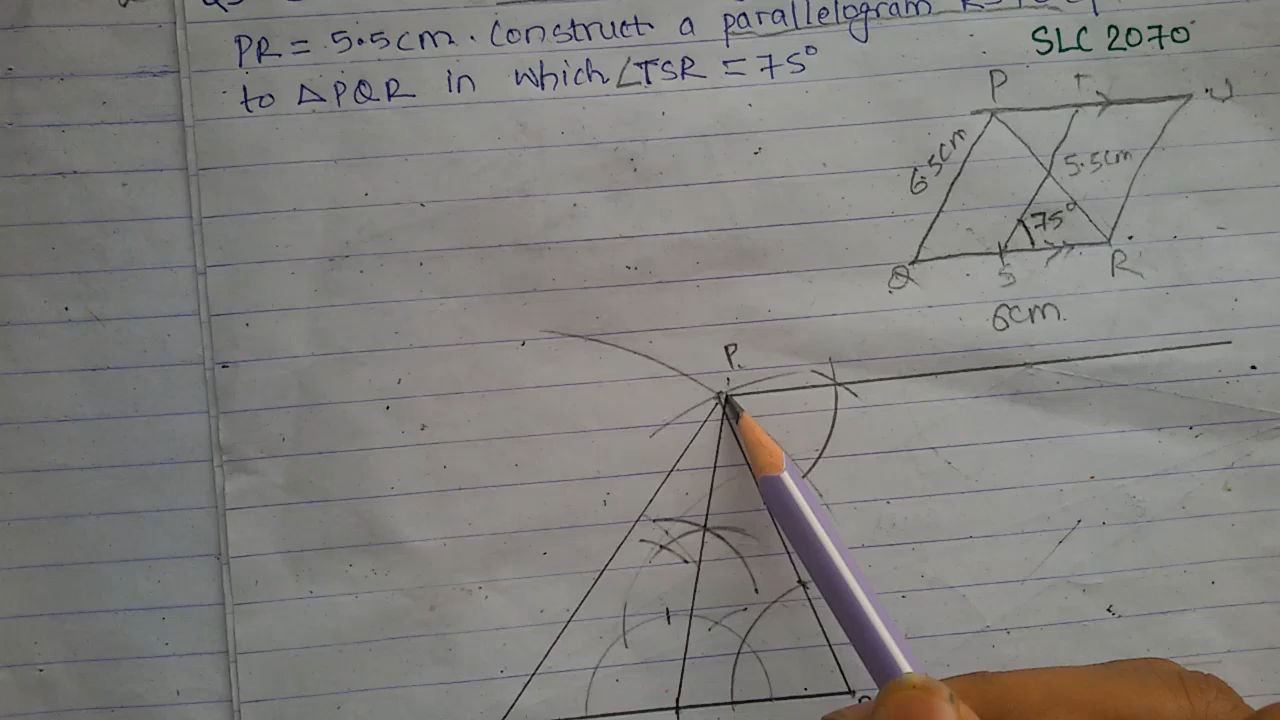 PR = 5.5cm. Construct a parallelogram
SLC 2070
to △PQR in which ∠TSR = 75°
P T U
6.5cm
5.5cm
75°
Q S R
6cm.
P.